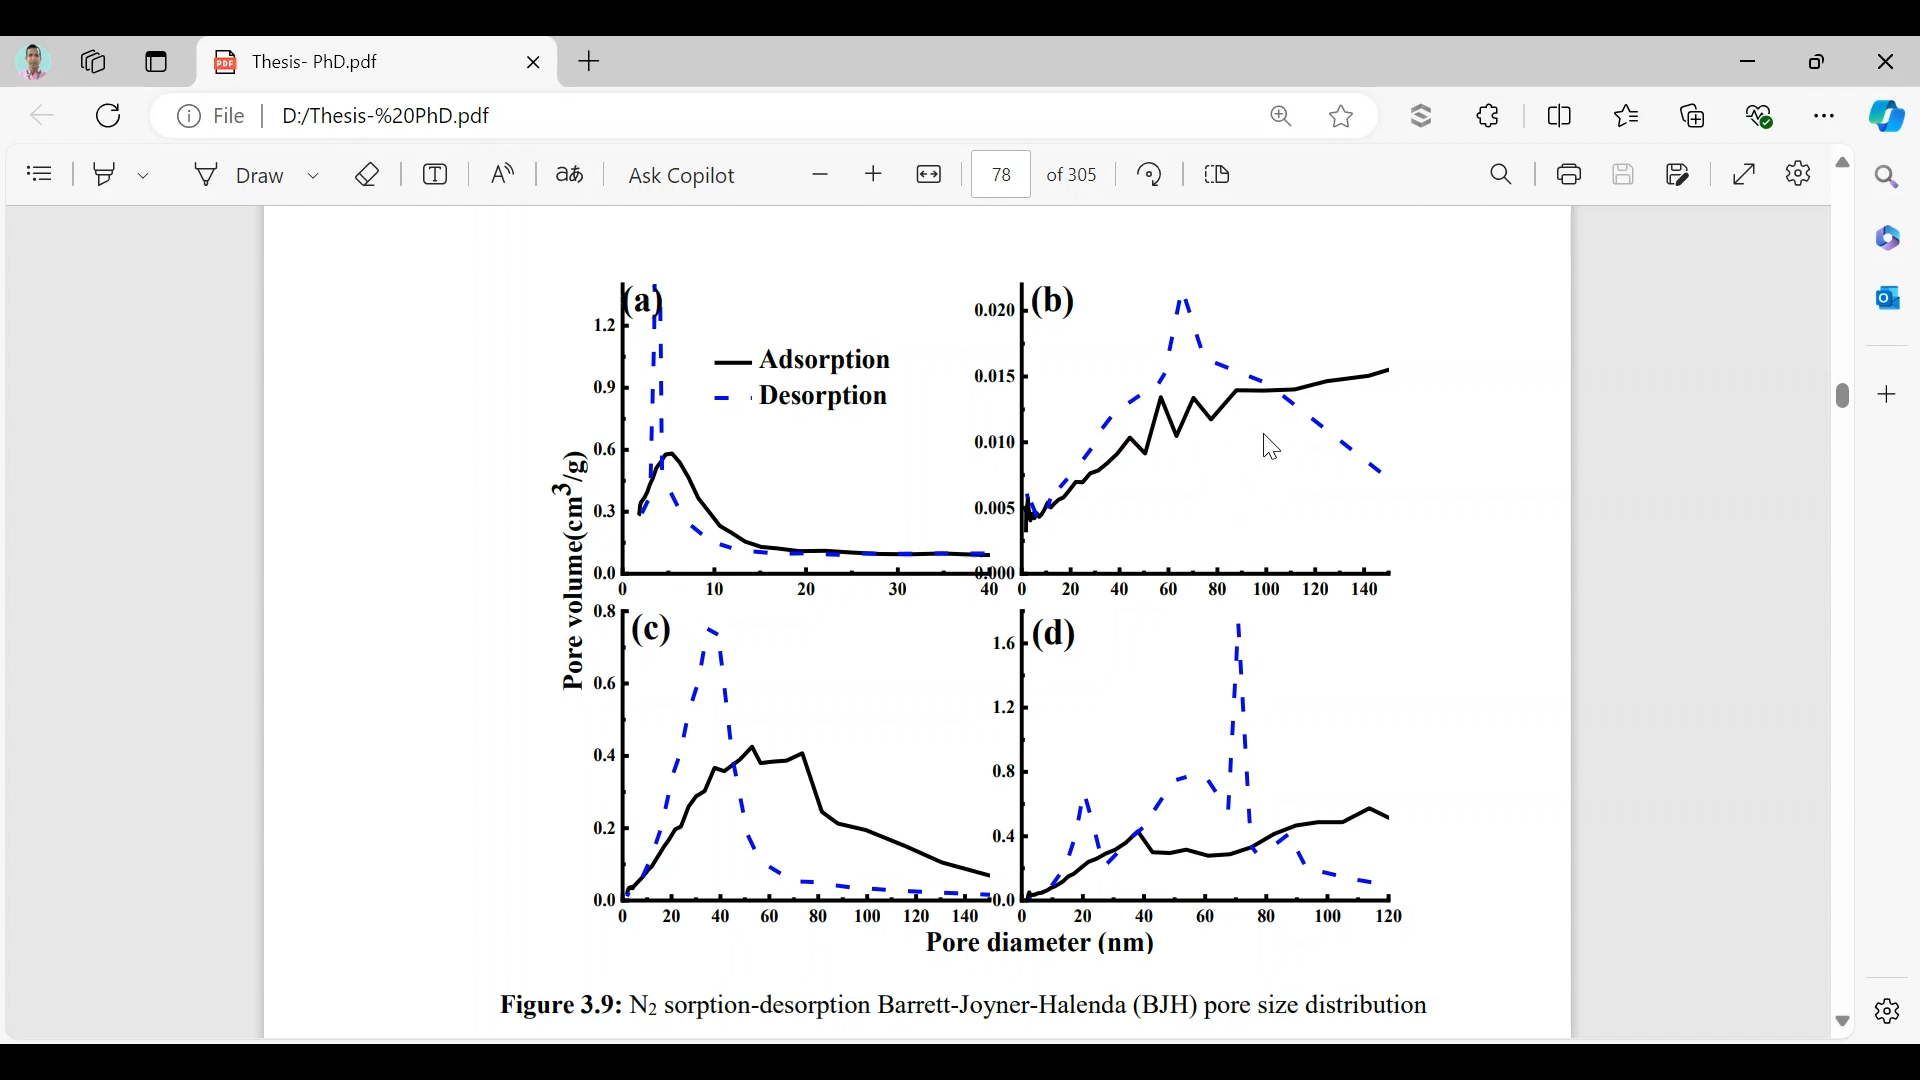 Thesis- PhD.pdf
File
D:/Thesis-%20PhD.pdf
Draw
aあ
Ask Copilot
78 of 305
(a)
1.2
0.9
0.6
0.3
0.0
0 10 20 30 40
Adsorption
Desorption
(b)
0.020
0.015
0.010
0.005
0.000
0 20 40 60 80 100 120 140
Pore volume(cm3/g)
(c)
0.8
0.6
0.4
0.2
0.0
0 20 40 60 80 100 120 140
(d)
1.6
1.2
0.8
0.4
0.0
0 20 40 60 80 100 120
Pore diameter (nm)
Figure 3.9: N2 sorption-desorption Barrett-Joyner-Halenda (BJH) pore size distribution